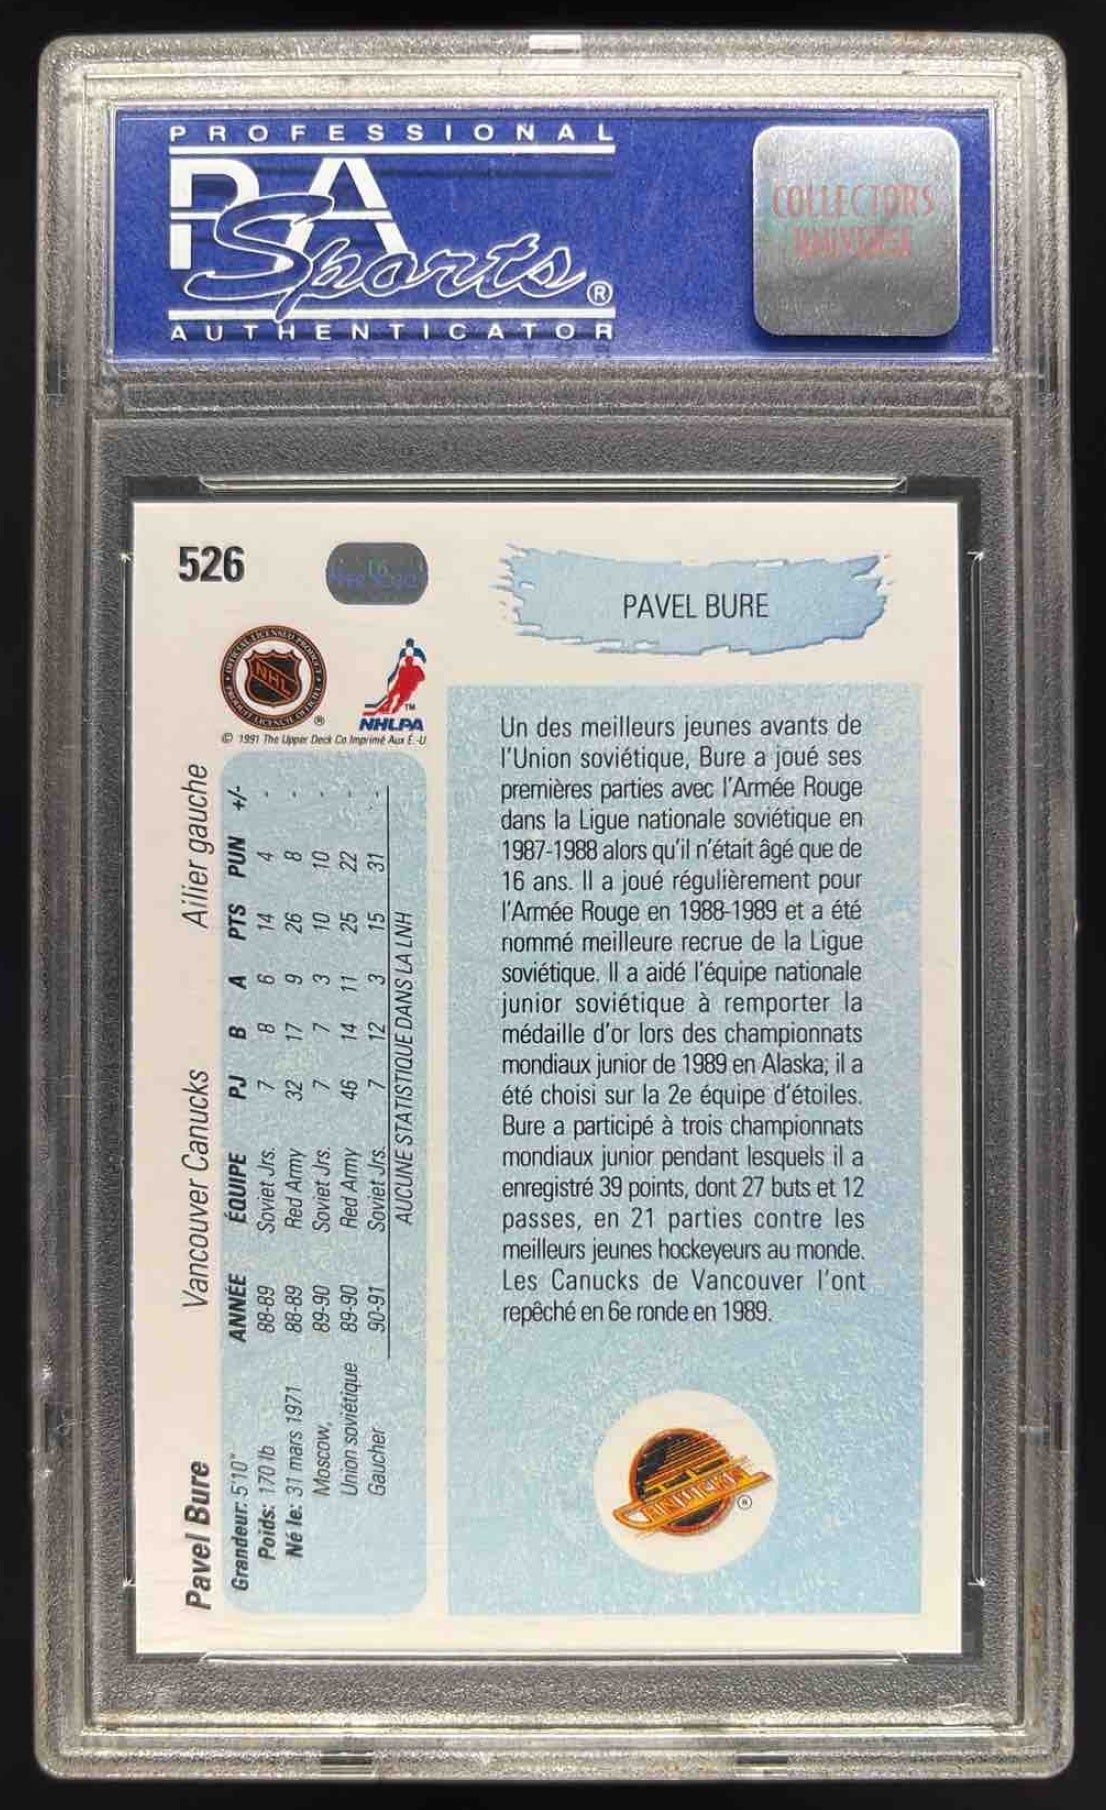 PROFESSIONAL
PSA
Sports®
AUTHENTICATOR
COLLECTORS
UNIVERSE
526
NHL
®
NHLPA
TM
© 1991 The Upper Deck Co Imprimé Aux É.-U
PAVEL BURE
Un des meilleurs jeunes avants de
l'Union soviétique, Bure a joué ses
premières parties avec l'Armée Rouge
dans la Ligue nationale soviétique en
1987-1988 alors qu'il n'était âgé que de
16 ans. Il a joué régulièrement pour
l'Armée Rouge en 1988-1989 et a été
nommé meilleure recrue de la Ligue
soviétique. Il a aidé l'équipe nationale
junior soviétique à remporter la
médaille d'or lors des championnats
mondiaux junior de 1989 en Alaska; il a
été choisi sur la 2e équipe d'étoiles.
Bure a participé à trois championnats
mondiaux junior pendant lesquels il a
enregistré 39 points, dont 27 buts et 12
passes, en 21 parties contre les
meilleurs jeunes hockeyeurs au monde.
Les Canucks de Vancouver l'ont
repêché en 6e ronde en 1989.
CANUCKS
®
Pavel Bure Vancouver Canucks Ailier gauche
Grandeur: 5'10"
Poids: 170 lb
Né le: 31 mars 1971
Moscow,
Union soviétique
Gaucher
ANNÉE ÉQUIPE PJ B A PTS PUN +/-
88-89 Soviet Jrs. 7 8 6 14 4 -
88-89 Red Army 32 17 9 26 8 -
89-90 Soviet Jrs. 7 7 3 10 10 -
89-90 Red Army 46 14 11 25 22 -
90-91 Soviet Jrs. 7 12 3 15 31 -
AUCUNE STATISTIQUE DANS LA LNH